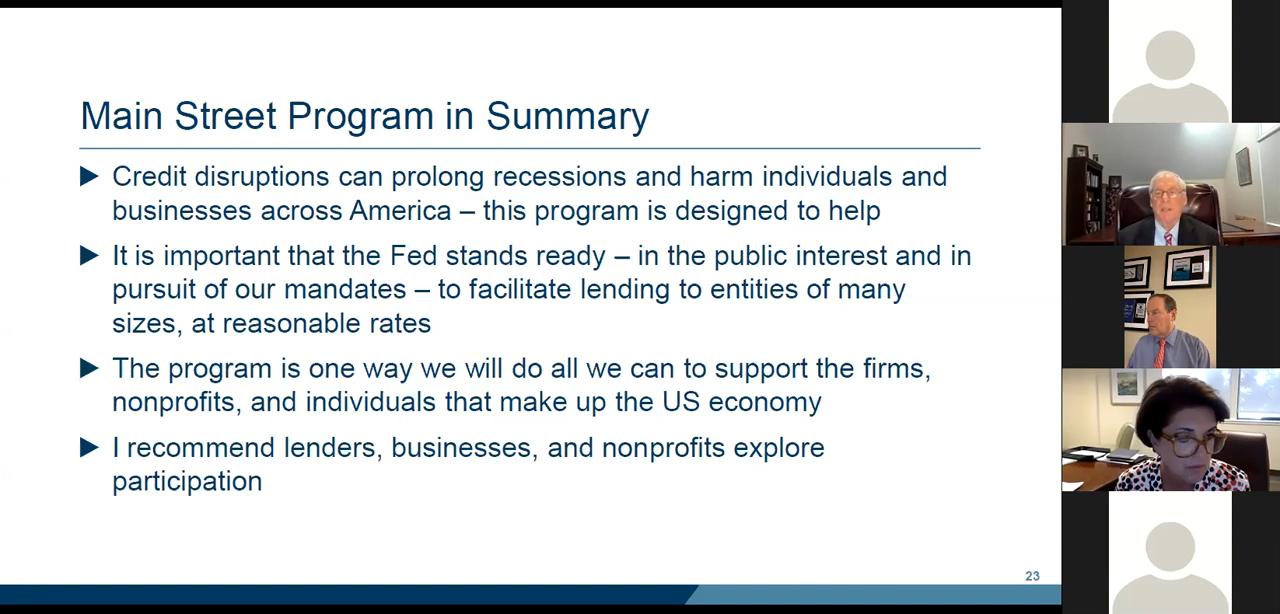 Main Street Program in Summary
Credit disruptions can prolong recessions and harm individuals and
businesses across America – this program is designed to help
It is important that the Fed stands ready – in the public interest and in
pursuit of our mandates – to facilitate lending to entities of many
sizes, at reasonable rates
The program is one way we will do all we can to support the firms,
nonprofits, and individuals that make up the US economy
I recommend lenders, businesses, and nonprofits explore
participation
23